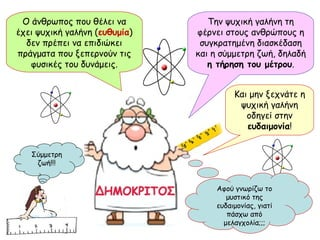 Ο άνθρωπος που θέλει να
έχει ψυχική γαλήνη (ευθυμία)
δεν πρέπει να επιδιώκει
πράγματα που ξεπερνούν τις
φυσικές του δυνάμεις.
Την ψυχική γαλήνη τη
φέρνει στους ανθρώπους η
συγκρατημένη διασκέδαση
και η σύμμετρη ζωή, δηλαδή
η τήρηση του μέτρου.
Και μην ξεχνάτε η
ψυχική γαλήνη
οδηγεί στην
ευδαιμονία!
Σύμμετρη
ζωή!!!
ΔΗΜΟΚΡΙΤΟΣ
Αφού γνωρίζω το
μυστικό της
ευδαιμονίας, γιατί
πάσχω από
μελαγχολία;;;